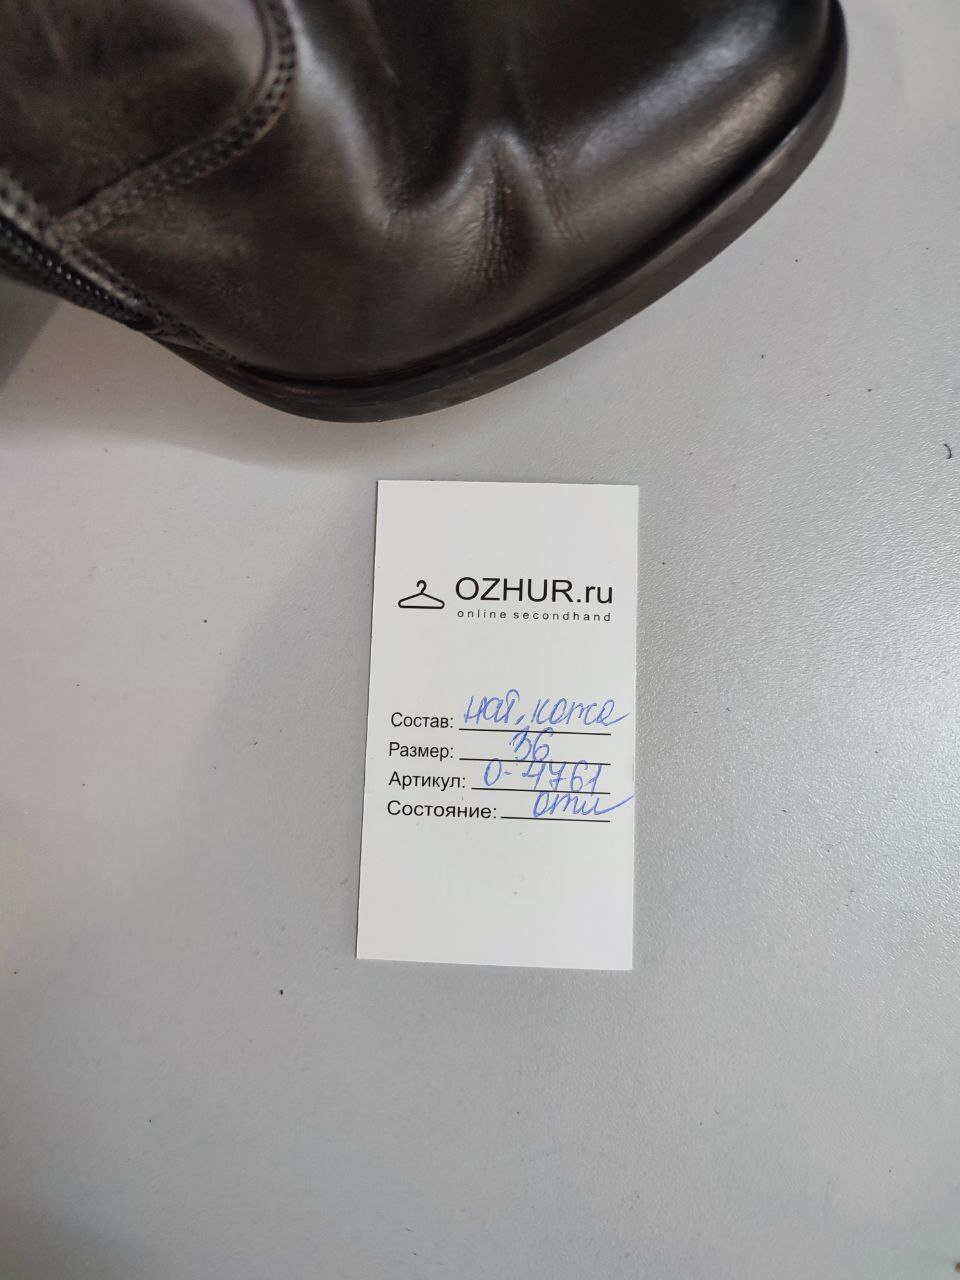 OZHUR.ru
online secondhand
Состав: нат. кожа
Размер: 36
Артикул: 0-4761
Состояние: отл